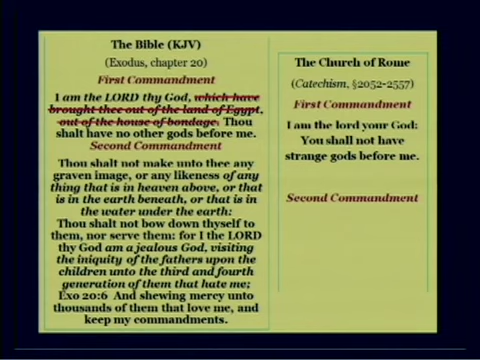 The Bible (KJV)
(Exodus, chapter 20)
First Commandment
I am the LORD thy God, which have
brought thee out of the land of Egypt,
out of the house of bondage. Thou
shalt have no other gods before me.
Second Commandment
Thou shalt not make unto thee any
graven image, or any likeness of any
thing that is in heaven above, or that
is in the earth beneath, or that is in
the water under the earth:
Thou shalt not bow down thyself to
them, nor serve them: for I the LORD
thy God am a jealous God, visiting
the iniquity of the fathers upon the
children unto the third and fourth
generation of them that hate me;
Exo 20:6 And shewing mercy unto
thousands of them that love me, and
keep my commandments.
The Church of Rome
(Catechism, §2052-2557)
First Commandment
I am the lord your God:
You shall not have
strange gods before me.
Second Commandment